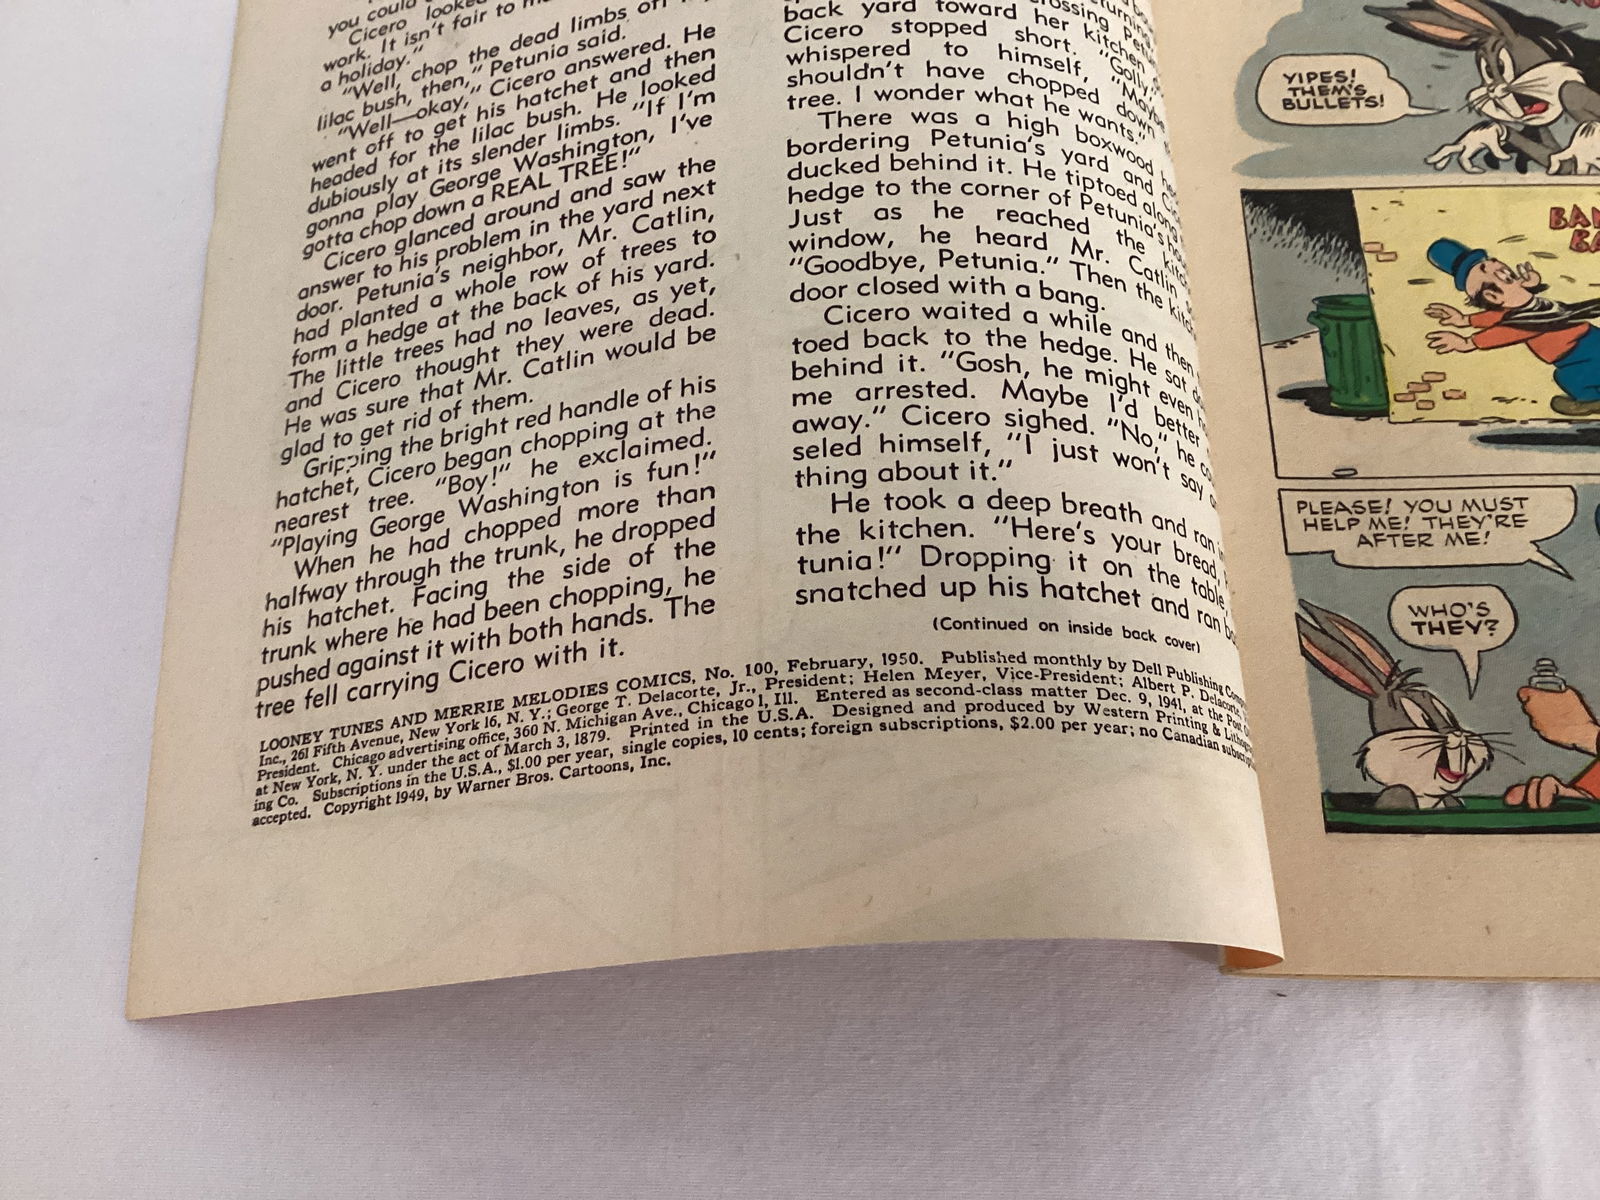 you could
Cicero looked
work. It isn't fair to
a holiday."
"Well, chop the dead limbs off
lilac bush, then," Petunia said.
"Well—okay," Cicero answered. He
went off to get his hatchet and then
headed for the lilac bush. He looked
dubiously at its slender limbs. "If I'm
gonna play George Washington, I've
gotta chop down a REAL TREE!"
Cicero glanced around and saw the
answer to his problem in the yard next
door. Petunia's neighbor, Mr. Catlin,
had planted a whole row of trees to
form a hedge at the back of his yard.
The little trees had no leaves, as yet,
and Cicero thought they were dead.
He was sure that Mr. Catlin would be
glad to get rid of them.
Gripping the bright red handle of his
hatchet, Cicero began chopping at the
nearest tree. "Boy!" he exclaimed.
"Playing George Washington is fun!"
When he had chopped more than
halfway through the trunk, he dropped
his hatchet. Facing the side of the
trunk where he had been chopping, he
pushed against it with both hands. The
tree fell carrying Cicero with it.
back yard toward her kitchen
Cicero stopped short. "Golly,"
whispered to himself, "Maybe
shouldn't have chopped down
tree. I wonder what he wants."
There was a high boxwood
bordering Petunia's yard and
ducked behind it. He tiptoed along
hedge to the corner of Petunia's
Just as he reached the
window, he heard Mr. Catlin
"Goodbye, Petunia." Then the
door closed with a bang.
Cicero waited a while and then
toed back to the hedge. He sat
behind it. "Gosh, he might even
me arrested. Maybe I'd better
away." Cicero sighed. "No," he
seled himself, "I just won't say
thing about it."
He took a deep breath and ran
the kitchen. "Here's your bread,
tunia!" Dropping it on the table,
snatched up his hatchet and ran
(Continued on inside back cover)
LOONEY TUNES AND MERRIE MELODIES COMICS, No. 100, February, 1950. Published monthly by Dell Publishing
Inc., 261 Fifth Avenue, New York 16, N. Y.; George T. Delacorte, Jr., President; Helen Meyer, Vice-President; Albert P. Delacorte,
President. Chicago advertising office, 360 N. Michigan Ave., Chicago 1, Ill. Entered as second-class matter Dec. 9, 1941, at the Post
at New York, N. Y. under the act of March 3, 1879. Printed in the U.S.A. Designed and produced by Western Printing &
ing Co. Subscriptions in the U.S.A., $1.00 per year, single copies, 10 cents; foreign subscriptions, $2.00 per year; no Canadian
accepted. Copyright 1949, by Warner Bros. Cartoons, Inc.
YIPES!
THEM'S
BULLETS!
PLEASE! YOU MUST
HELP ME! THEY'RE
AFTER ME!
WHO'S
THEY?